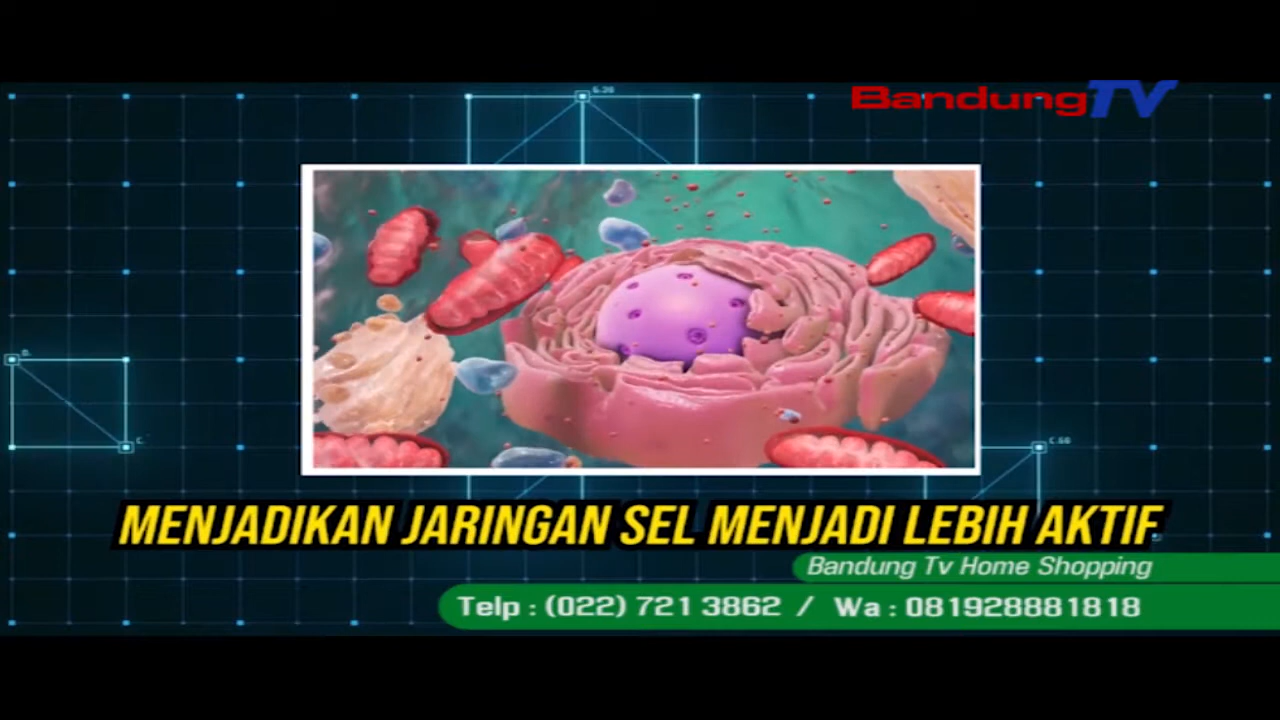 BandungTV
MENJADIKAN JARINGAN SEL MENJADI LEBIH AKTIF
Bandung Tv Home Shopping
Telp : (022) 721 3862 / Wa : 081928881818